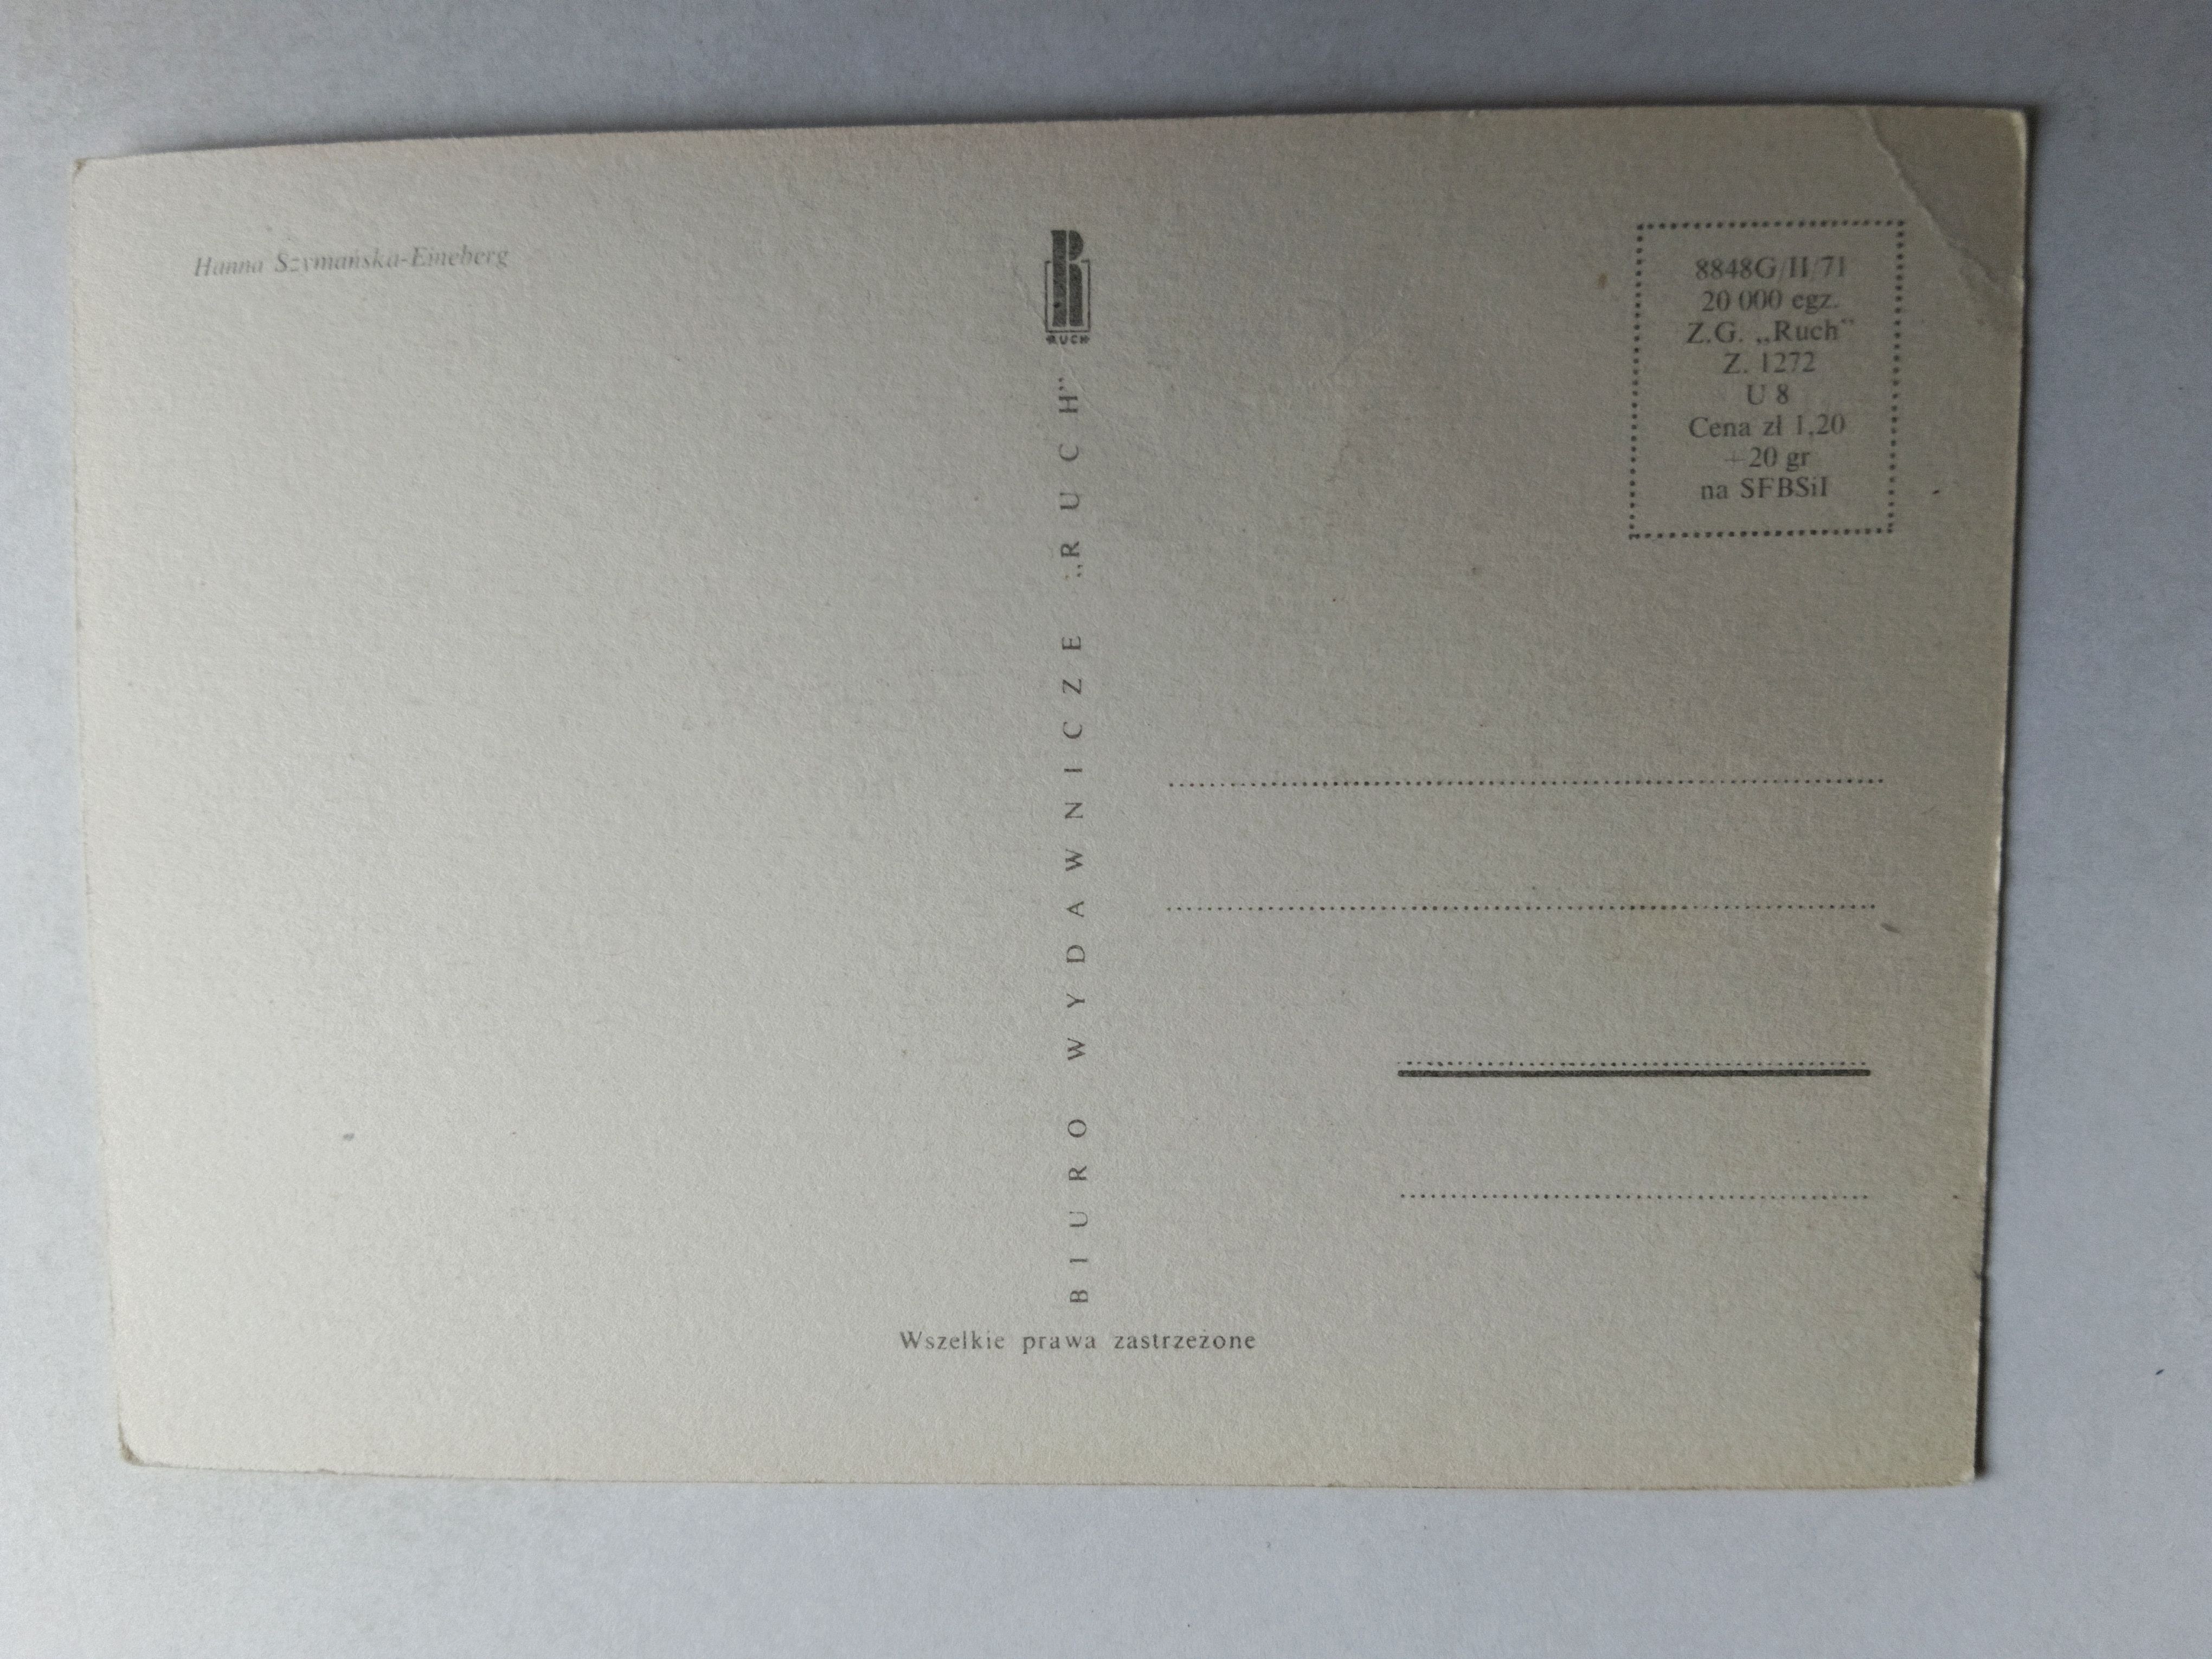 Hanna Szymańska-Eineberg
RUCH
BIURO WYDAWNICZE „RUCH”
8848G/II/71
20 000 egz.
Z.G. „Ruch”
Z. 1272
U 8
Cena zł 1,20
+20 gr
na SFBSiI
Wszelkie prawa zastrzeżone